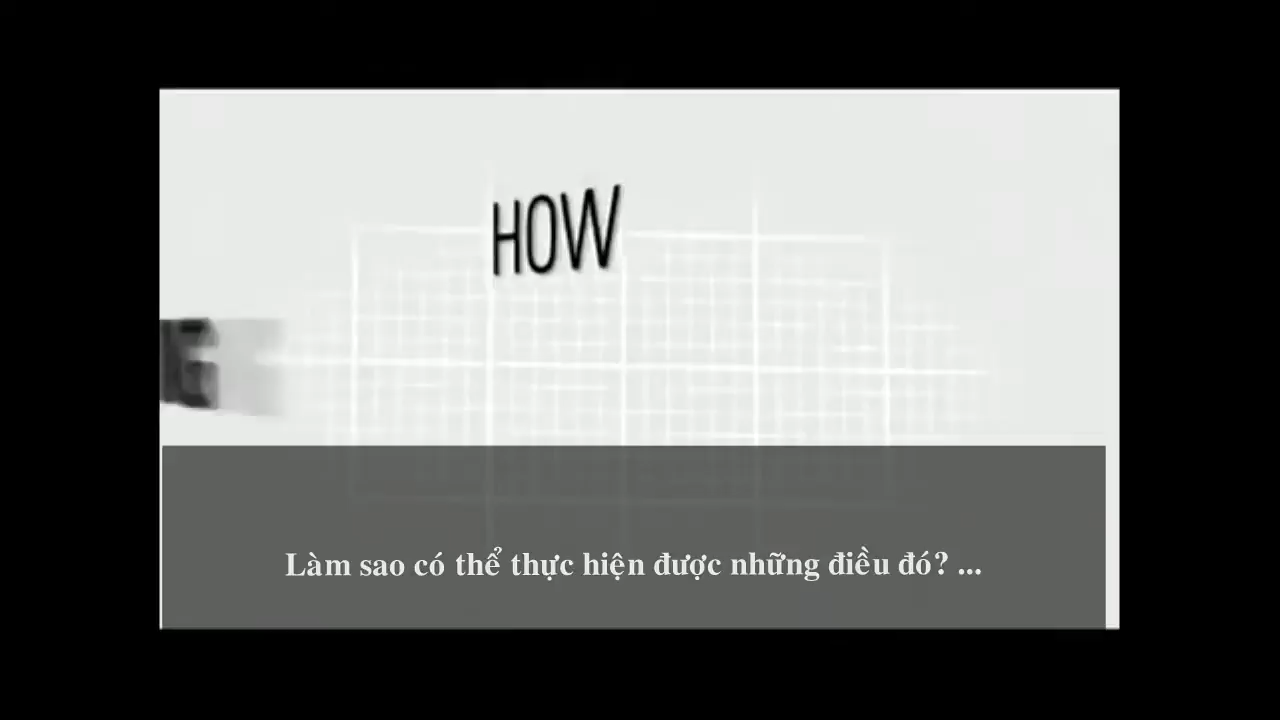 HOW
Làm sao có thể thực hiện được những điều đó? ...